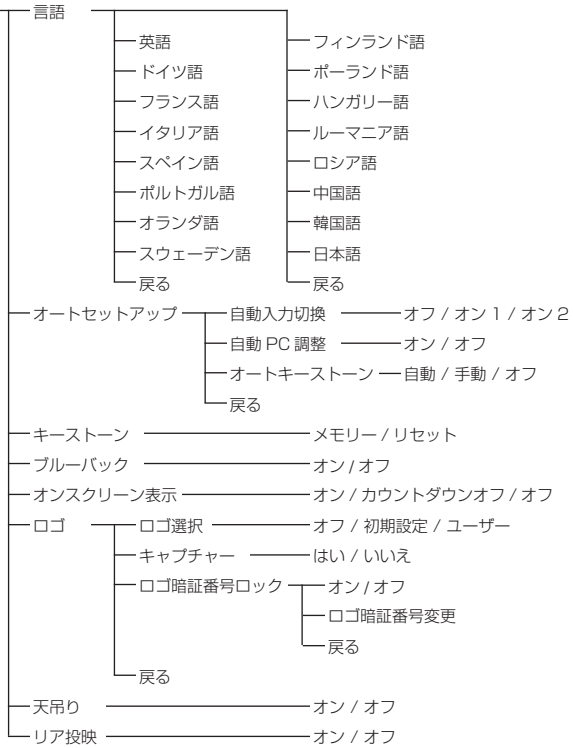 言語
英語 フィンランド語
ドイツ語 ポーランド語
フランス語 ハンガリー語
イタリア語 ルーマニア語
スペイン語 ロシア語
ポルトガル語 中国語
オランダ語 韓国語
スウェーデン語 日本語
戻る 戻る
オートセットアップ 自動入力切換 オフ / オン 1 / オン 2
自動 PC 調整 オン / オフ
オートキーストーン 自動 / 手動 / オフ
戻る
キーストーン メモリー / リセット
ブルーバック オン / オフ
オンスクリーン表示 オン / カウントダウンオフ / オフ
ロゴ ロゴ選択 オフ / 初期設定 / ユーザー
キャプチャー はい / いいえ
ロゴ暗証番号ロック オン / オフ
ロゴ暗証番号変更
戻る
戻る
天吊り オン / オフ
リア投映 オン / オフ